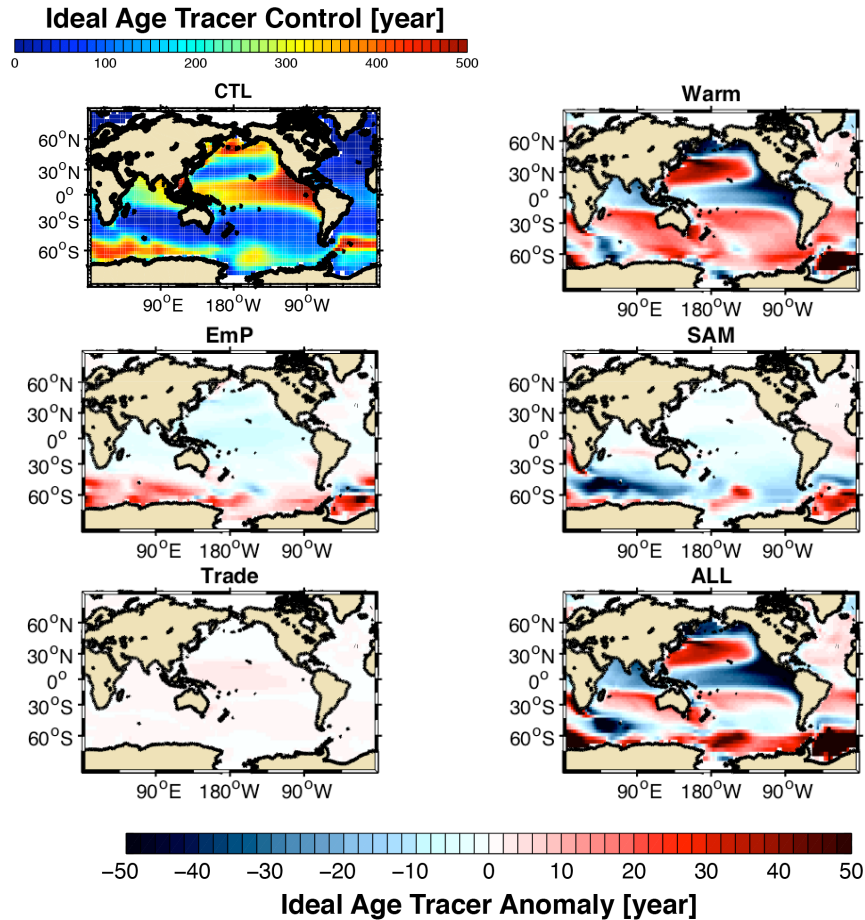 Ideal Age Tracer Control [year]
0 100 200 300 400 500
CTL
60°N
30°N
0°
30°S
60°S
90°E 180°W 90°W
Warm
60°N
30°N
0°
30°S
60°S
90°E 180°W 90°W
EmP
60°N
30°N
0°
30°S
60°S
90°E 180°W 90°W
SAM
60°N
30°N
0°
30°S
60°S
90°E 180°W 90°W
Trade
60°N
30°N
0°
30°S
60°S
90°E 180°W 90°W
ALL
60°N
30°N
0°
30°S
60°S
90°E 180°W 90°W
−50 −40 −30 −20 −10 0 10 20 30 40 50
Ideal Age Tracer Anomaly [year]